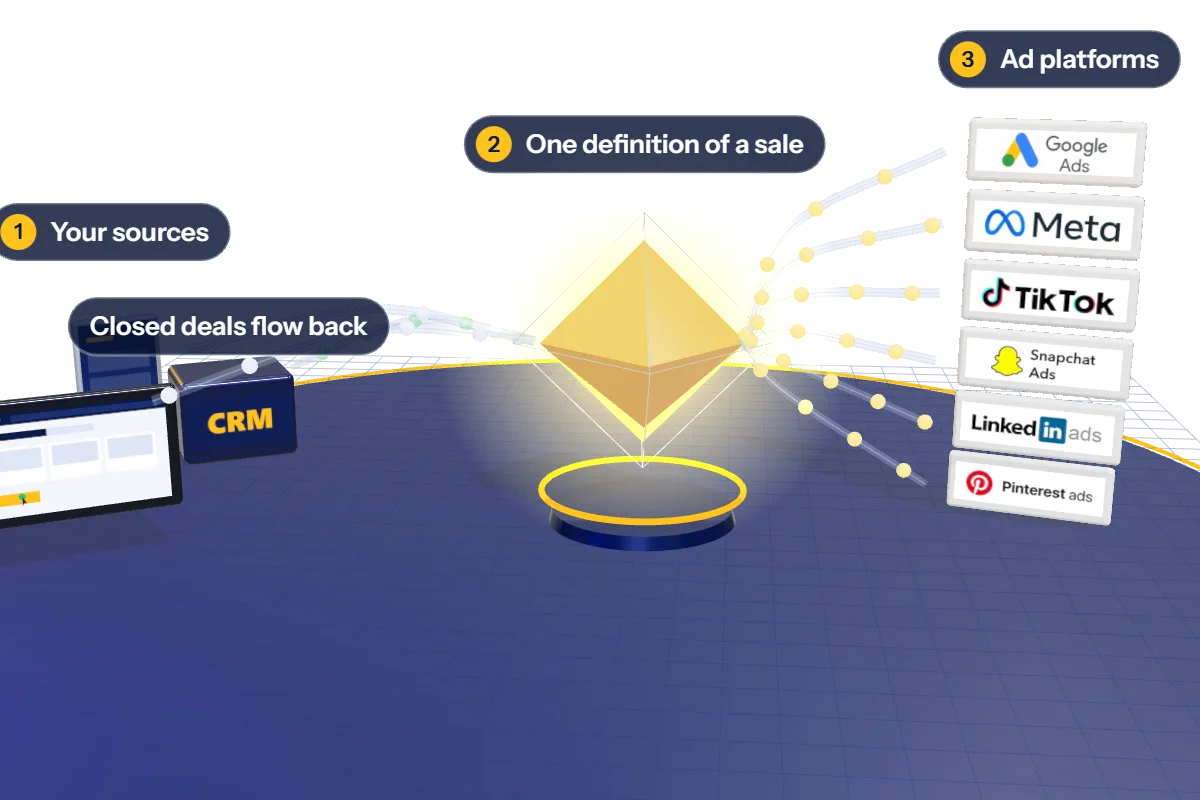 3 Ad platforms
2 One definition of a sale
1 Your sources
Closed deals flow back
CRM
Google
Ads
Meta
TikTok
Snapchat
Ads
Linked in ads
Pinterest ads